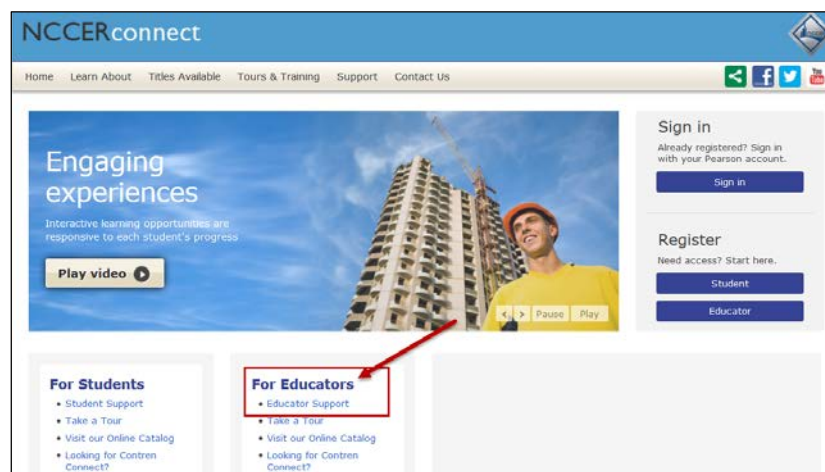 NCCERconnect
Home Learn About Titles Available Tours & Training Support Contact Us
You
Tube
Engaging
experiences
Interactive learning opportunities are
responsive to each student's progress
Play video
< > Pause Play
Sign in
Already registered? Sign in
with your Pearson account.
Sign in
Register
Need access? Start here.
Student
Educator
For Students
• Student Support
• Take a Tour
• Visit our Online Catalog
• Looking for Contren
Connect?
For Educators
• Educator Support
• Take a Tour
• Visit our Online Catalog
• Looking for Contren
Connect?